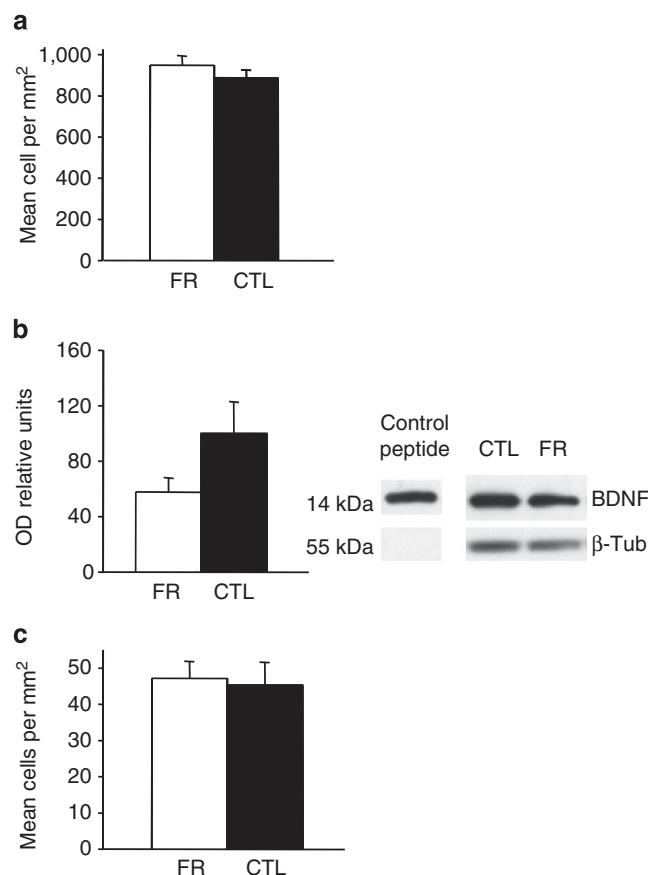 a
Mean cell per mm²
1,000
800
600
400
200
0
FR
CTL
b
OD relative units
160
120
80
40
0
FR
CTL
Control
peptide
CTL
FR
14 kDa
BDNF
55 kDa
β-Tub
c
Mean cells per mm²
50
40
30
20
10
0
FR
CTL